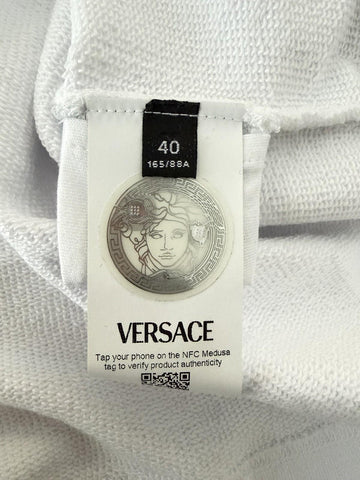 40
165/88A
VERSACE
Tap your phone on the NFC Medusa
tag to verify product authenticity